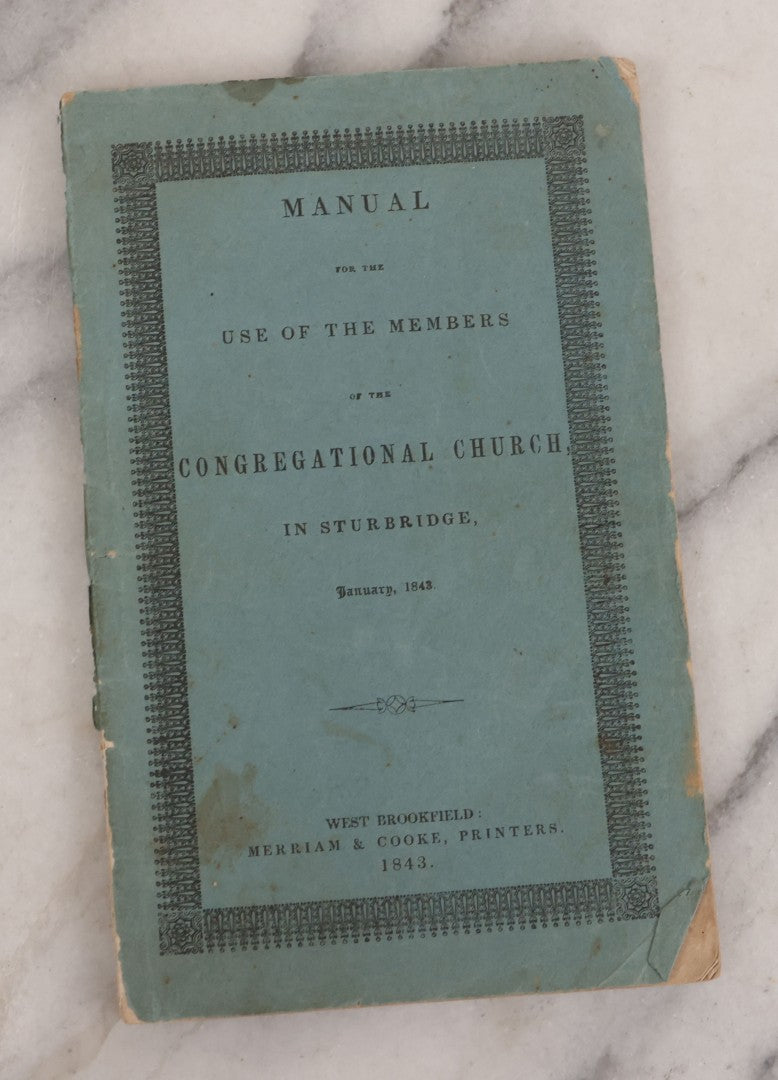 MANUAL
FOR THE
USE OF THE MEMBERS
OF THE
CONGREGATIONAL CHURCH,
IN STURBRIDGE,
January, 1843.
WEST BROOKFIELD:
MERRIAM & COOKE, PRINTERS.
1843.